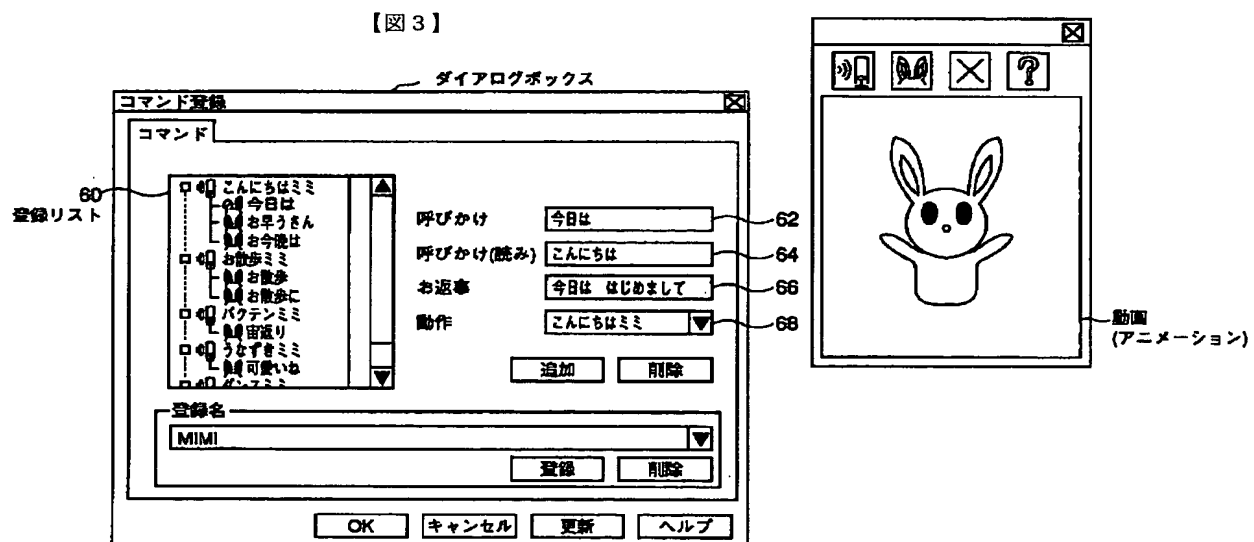 【図３】
ダイアログボックス
コマンド登録
コマンド
60
登録リスト
こんにちはミミ
今日は
お早うさん
お今晩は
お散歩ミミ
お散歩
お散歩に
バクテンミミ
宙返り
うなずきミミ
可愛いね
ダンスミミ
呼びかけ
今日は
62
呼びかけ(読み)
こんにちは
64
お返事
今日は はじめまして
66
動作
こんにちはミミ
68
追加
削除
登録名
MIMI
登録
削除
OK
キャンセル
更新
ヘルプ
?
動画
(アニメーション)